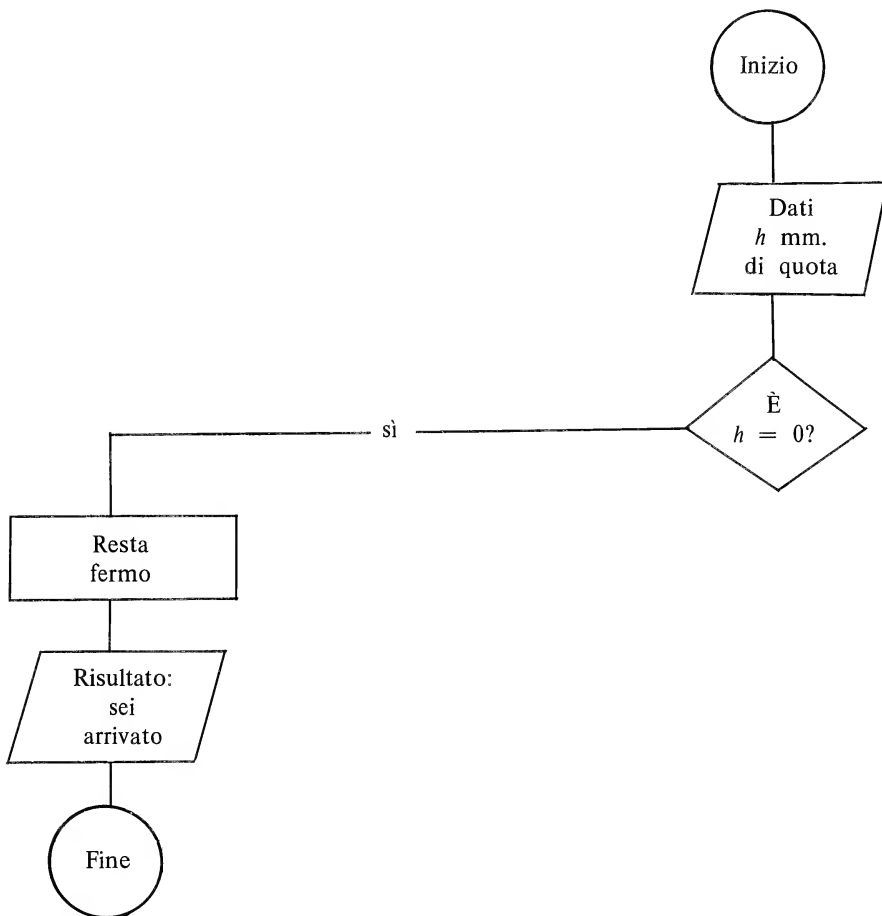 Inizio
Dati
h mm.
di quota
È
h = 0?
sì
Resta
fermo
Risultato:
sei
arrivato
Fine